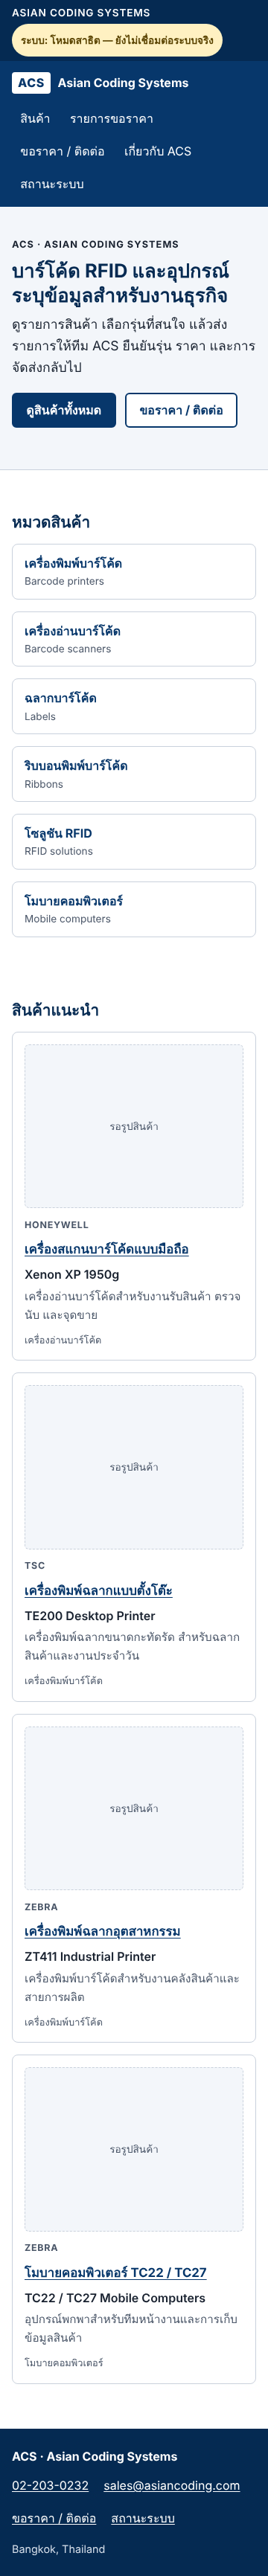 ASIAN CODING SYSTEMS
ระบบ: โหมดสาธิต — ยังไม่เชื่อมต่อระบบจริง
ACS Asian Coding Systems
สินค้า รายการขอราคา
ขอราคา / ติดต่อ เกี่ยวกับ ACS
สถานะระบบ
ACS · ASIAN CODING SYSTEMS
บาร์โค้ด RFID และอุปกรณ์
ระบุข้อมูลสำหรับงานธุรกิจ
ดูรายการสินค้า เลือกรุ่นที่สนใจ แล้วส่ง
รายการให้ทีม ACS ยืนยันรุ่น ราคา และการ
จัดส่งกลับไป
ดูสินค้าทั้งหมด ขอราคา / ติดต่อ
หมวดสินค้า
เครื่องพิมพ์บาร์โค้ด
Barcode printers
เครื่องอ่านบาร์โค้ด
Barcode scanners
ฉลากบาร์โค้ด
Labels
ริบบอนพิมพ์บาร์โค้ด
Ribbons
โซลูชัน RFID
RFID solutions
โมบายคอมพิวเตอร์
Mobile computers
สินค้าแนะนำ
รอรูปสินค้า
HONEYWELL
เครื่องสแกนบาร์โค้ดแบบมือถือ
Xenon XP 1950g
เครื่องอ่านบาร์โค้ดสำหรับงานรับสินค้า ตรวจ
นับ และจุดขาย
เครื่องอ่านบาร์โค้ด
รอรูปสินค้า
TSC
เครื่องพิมพ์ฉลากแบบตั้งโต๊ะ
TE200 Desktop Printer
เครื่องพิมพ์ฉลากขนาดกะทัดรัด สำหรับฉลาก
สินค้าและงานประจำวัน
เครื่องพิมพ์บาร์โค้ด
รอรูปสินค้า
ZEBRA
เครื่องพิมพ์ฉลากอุตสาหกรรม
ZT411 Industrial Printer
เครื่องพิมพ์บาร์โค้ดสำหรับงานคลังสินค้าและ
สายการผลิต
เครื่องพิมพ์บาร์โค้ด
รอรูปสินค้า
ZEBRA
โมบายคอมพิวเตอร์ TC22 / TC27
TC22 / TC27 Mobile Computers
อุปกรณ์พกพาสำหรับทีมหน้างานและการเก็บ
ข้อมูลสินค้า
โมบายคอมพิวเตอร์
ACS · Asian Coding Systems
02-203-0232 sales@asiancoding.com
ขอราคา / ติดต่อ สถานะระบบ
Bangkok, Thailand